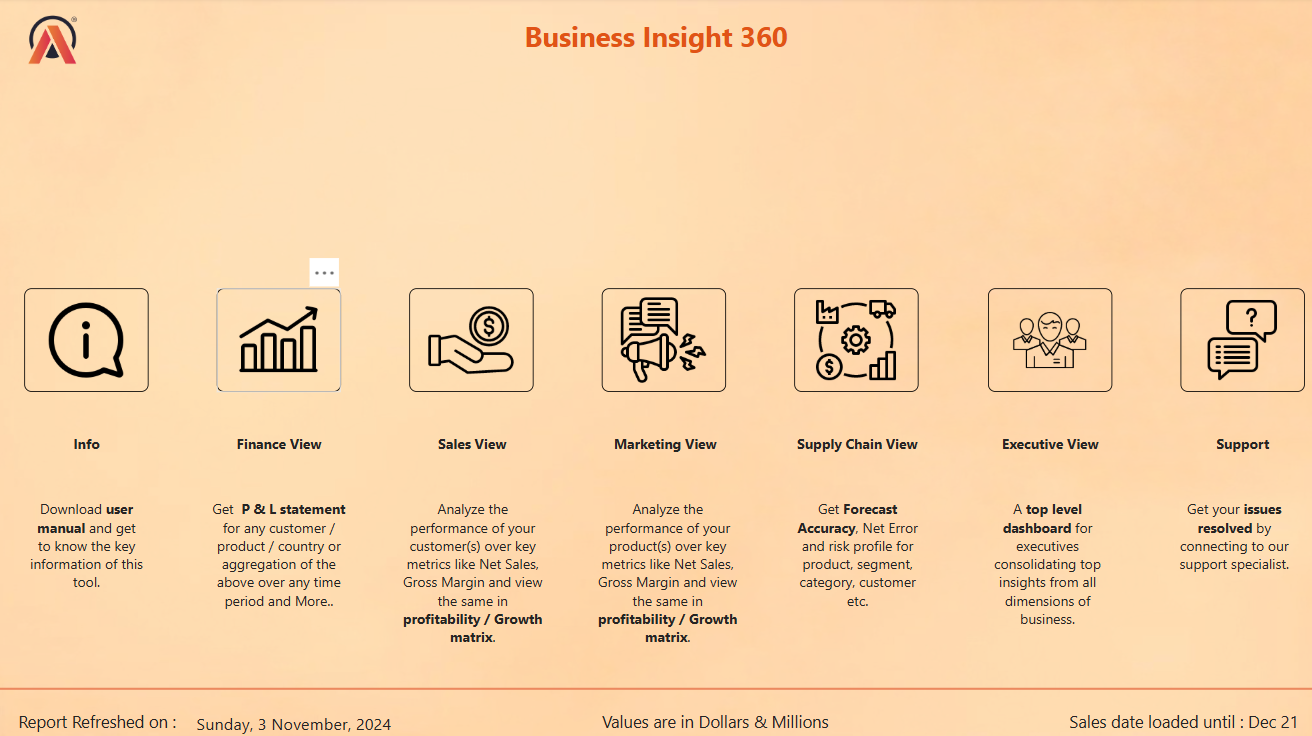 ®
Business Insight 360
Info
Download user
manual and get
to know the key
information of this
tool.
Finance View
Get P & L statement
for any customer /
product / country or
aggregation of the
above over any time
period and More..
$
Sales View
Analyze the
performance of your
customer(s) over key
metrics like Net Sales,
Gross Margin and view
the same in
profitability / Growth
matrix.
Marketing View
Analyze the
performance of your
product(s) over key
metrics like Net Sales,
Gross Margin and view
the same in
profitability / Growth
matrix.
$
Supply Chain View
Get Forecast
Accuracy, Net Error
and risk profile for
product, segment,
category, customer
etc.
Executive View
A top level
dashboard for
executives
consolidating top
insights from all
dimensions of
business.
?
Support
Get your issues
resolved by
connecting to our
support specialist.
Report Refreshed on :
Sunday, 3 November, 2024
Values are in Dollars & Millions
Sales date loaded until : Dec 21